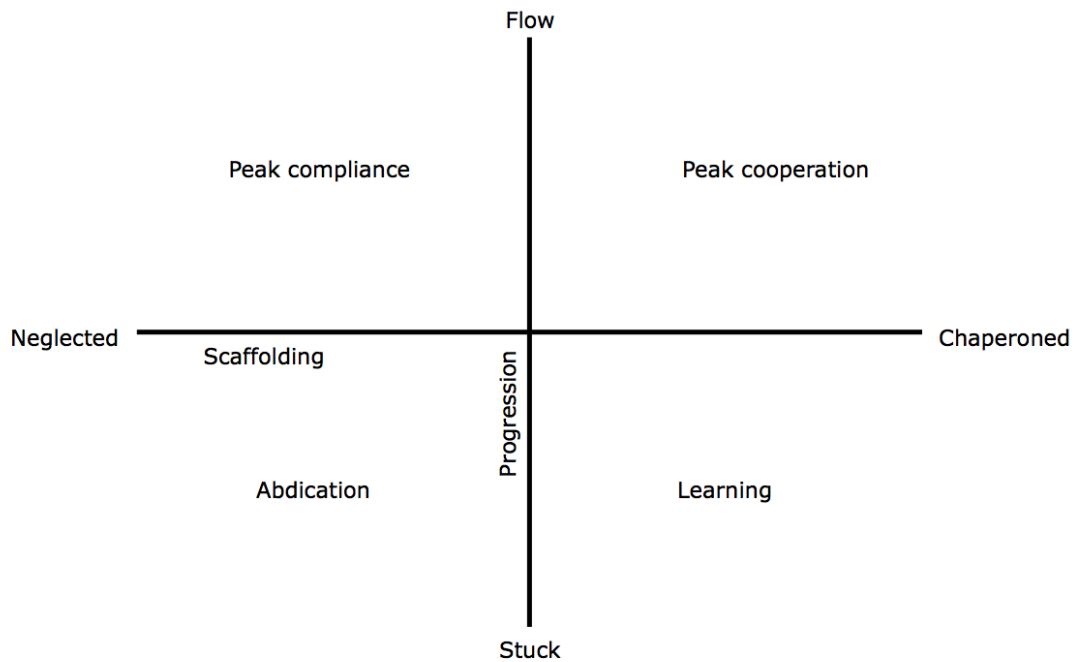 Flow
Peak compliance
Peak cooperation
Neglected
Chaperoned
Scaffolding
Progression
Abdication
Learning
Stuck